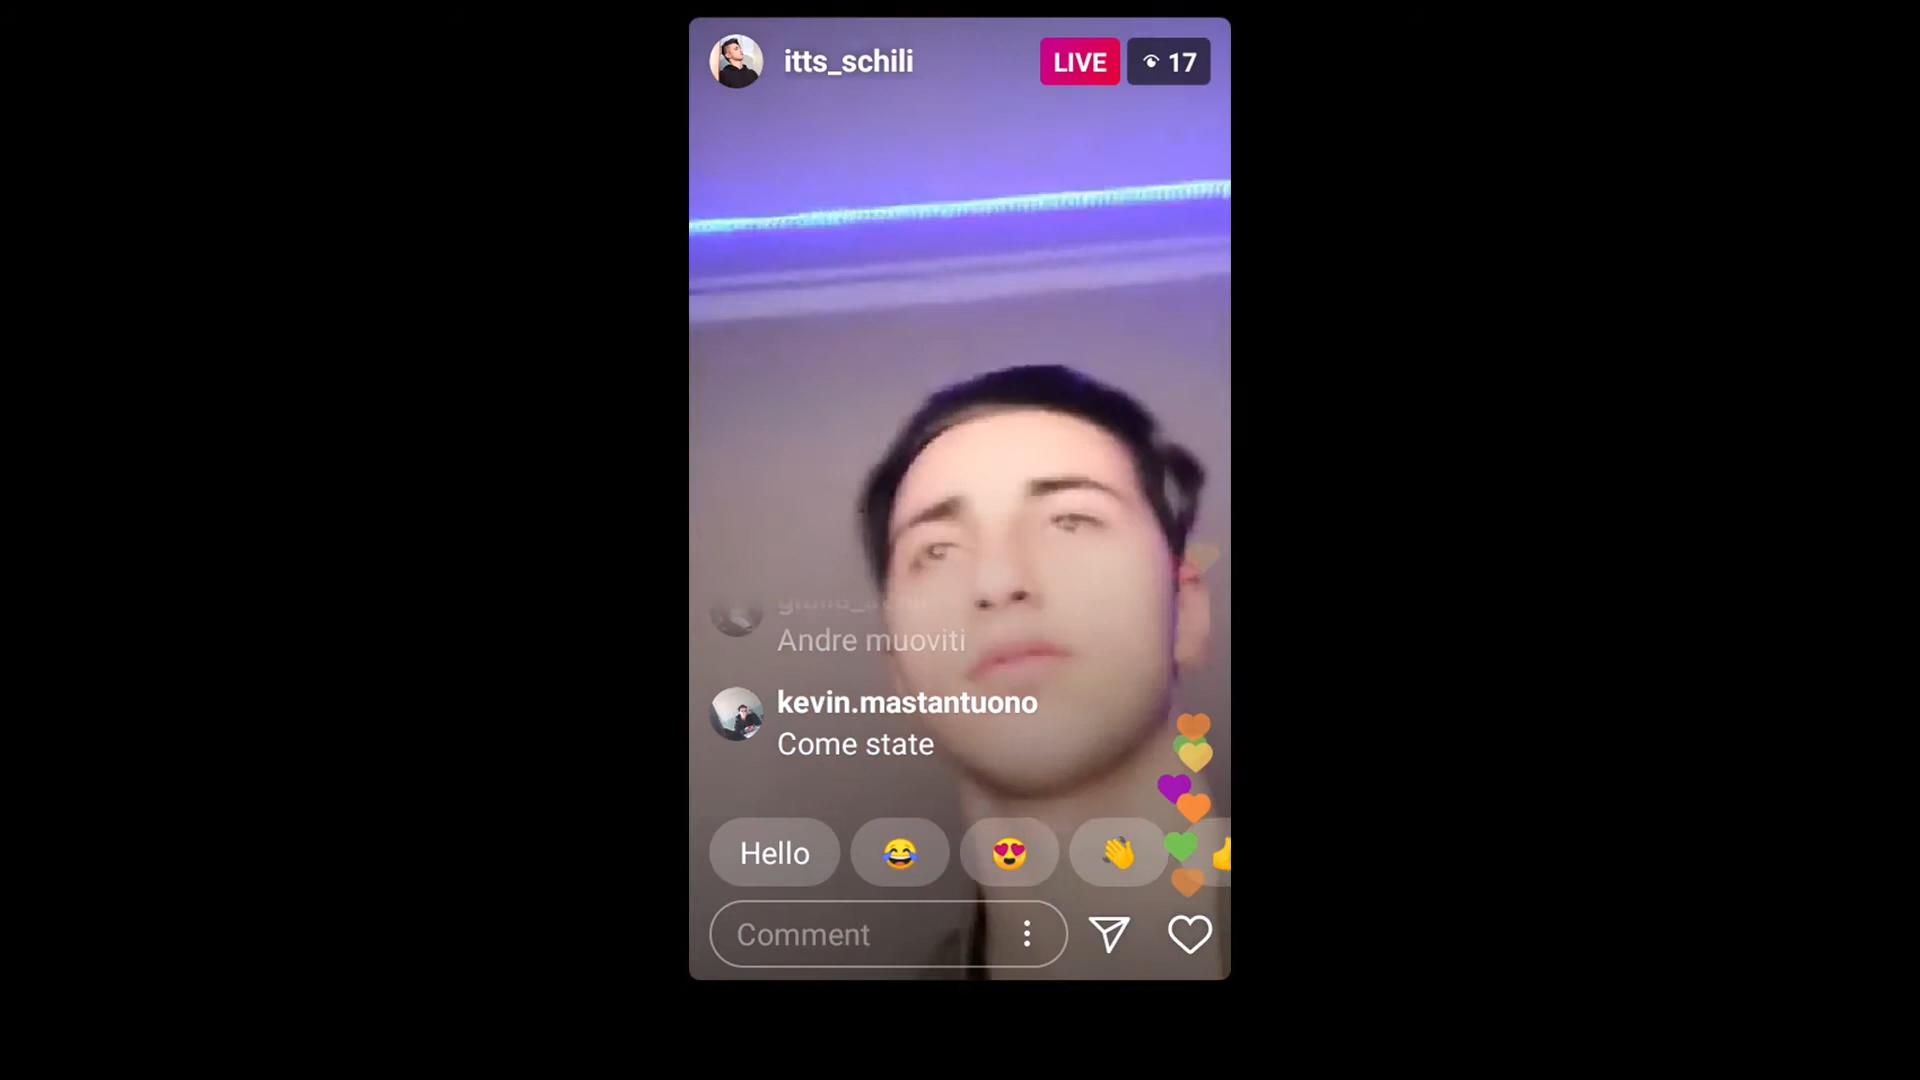 itts_schili
LIVE
17
Andre muoviti
kevin.mastantuono
Come state
Hello
Comment